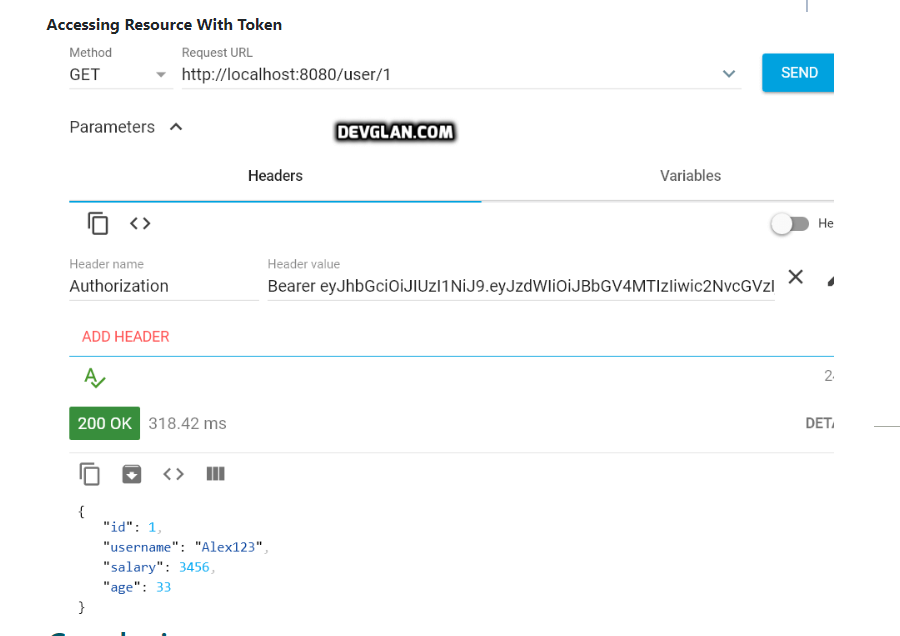 Accessing Resource With Token
Method
Request URL
GET
http://localhost:8080/user/1
SEND
Parameters
DEVGLAN.COM
Headers
Variables
He
Header name
Header value
Authorization
Bearer eyJhbGciOiJIUzI1NiJ9.eyJzdWIiOiJBbGV4MTIzIiwic2NvcGVzI
ADD HEADER
200 OK
318.42 ms
DETA
{
"id": 1,
"username": "Alex123",
"salary": 3456,
"age": 33
}